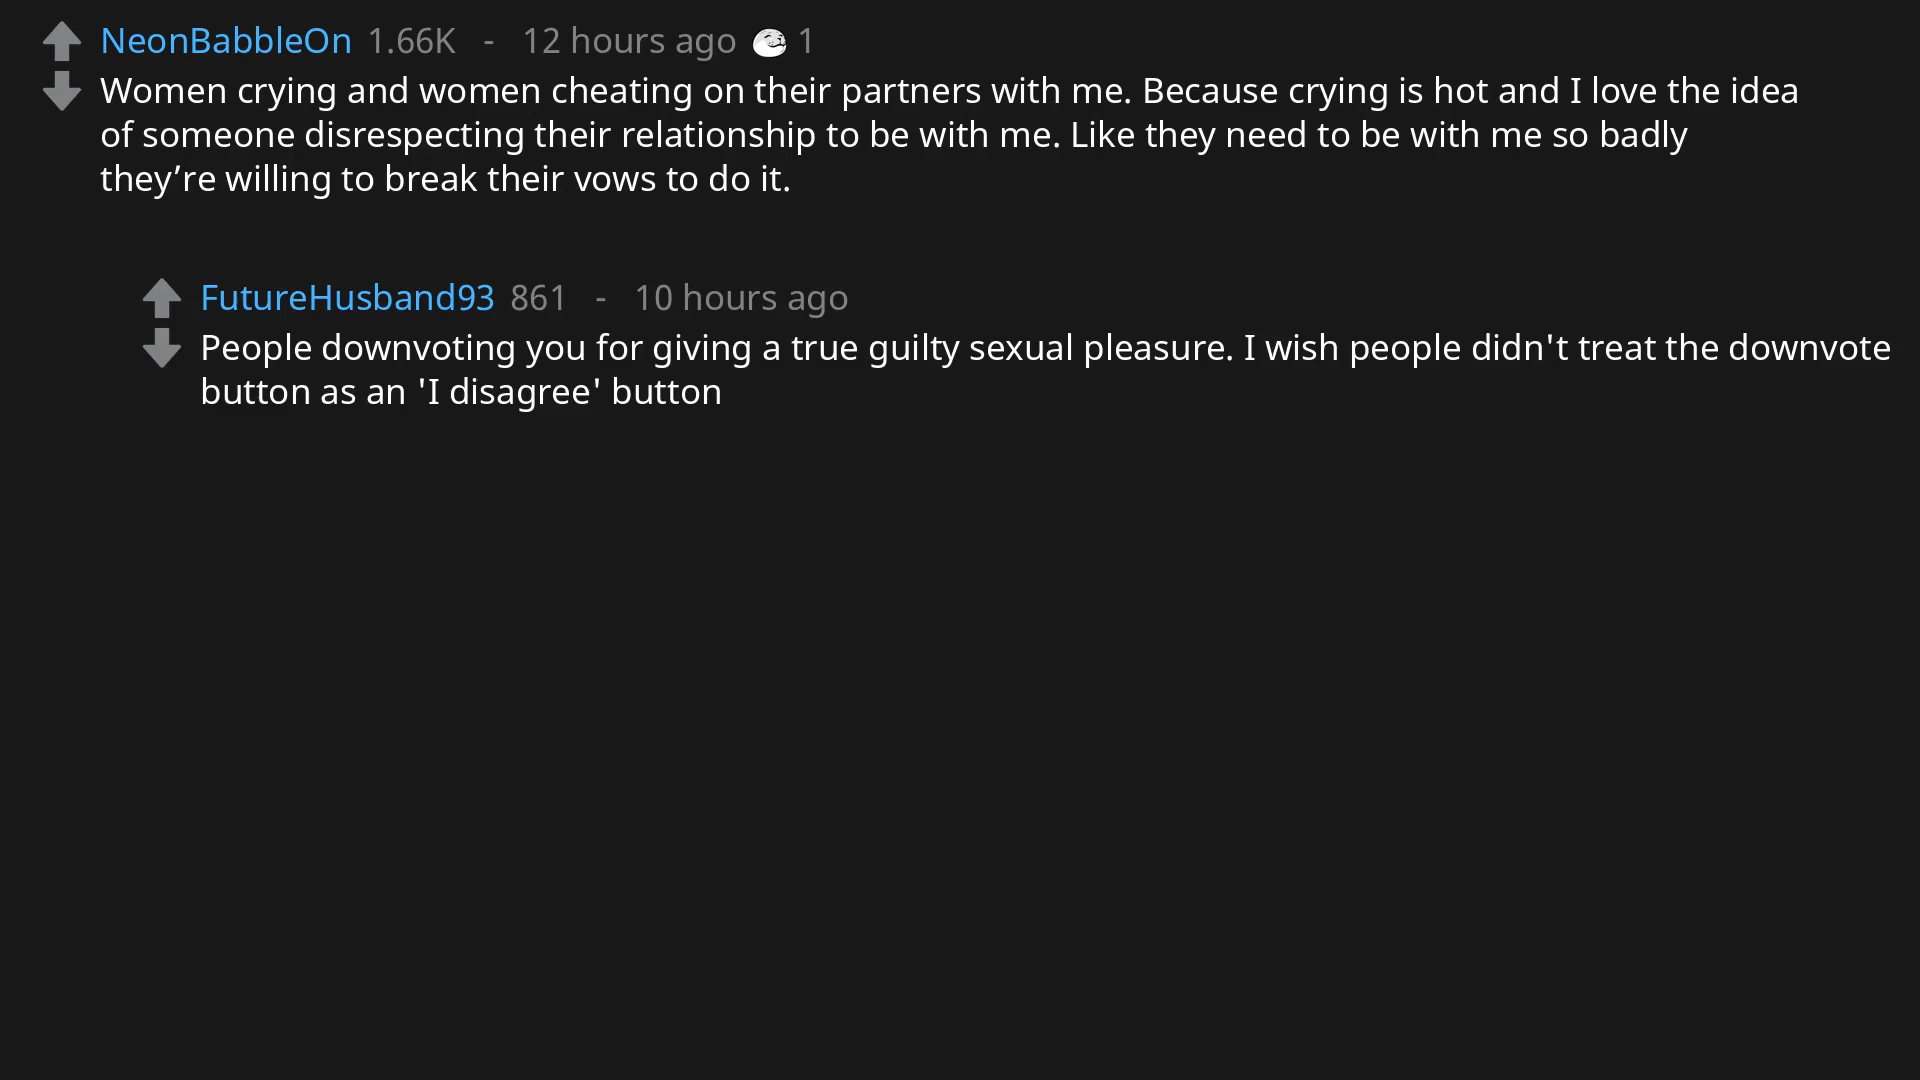 NeonBabbleOn 1.66K - 12 hours ago 1
Women crying and women cheating on their partners with me. Because crying is hot and I love the idea
of someone disrespecting their relationship to be with me. Like they need to be with me so badly
they’re willing to break their vows to do it.
FutureHusband93 861 - 10 hours ago
People downvoting you for giving a true guilty sexual pleasure. I wish people didn't treat the downvote
button as an 'I disagree' button